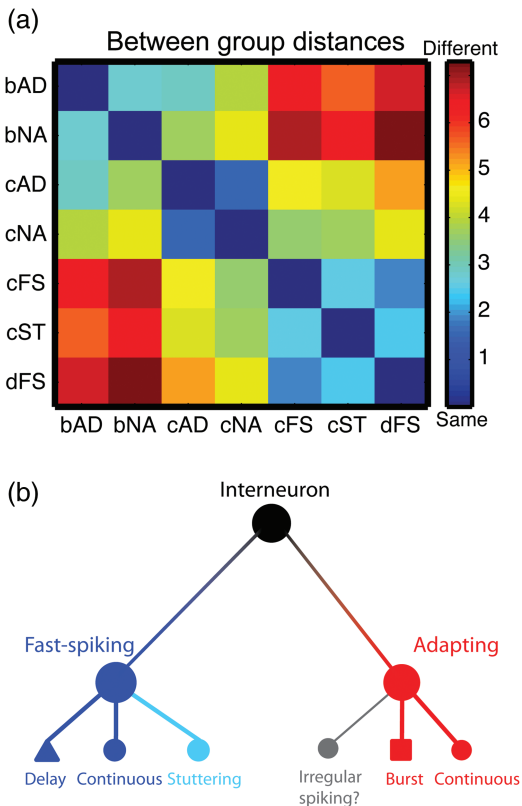 (a)
Between group distances
Different
bAD
bNA
cAD
cNA
cFS
cST
dFS
6
5
4
3
2
1
Same
bAD bNA cAD cNA cFS cST dFS
(b)
Interneuron
Fast-spiking
Adapting
Delay Continuous Stuttering
Irregular
spiking?
Burst Continuous